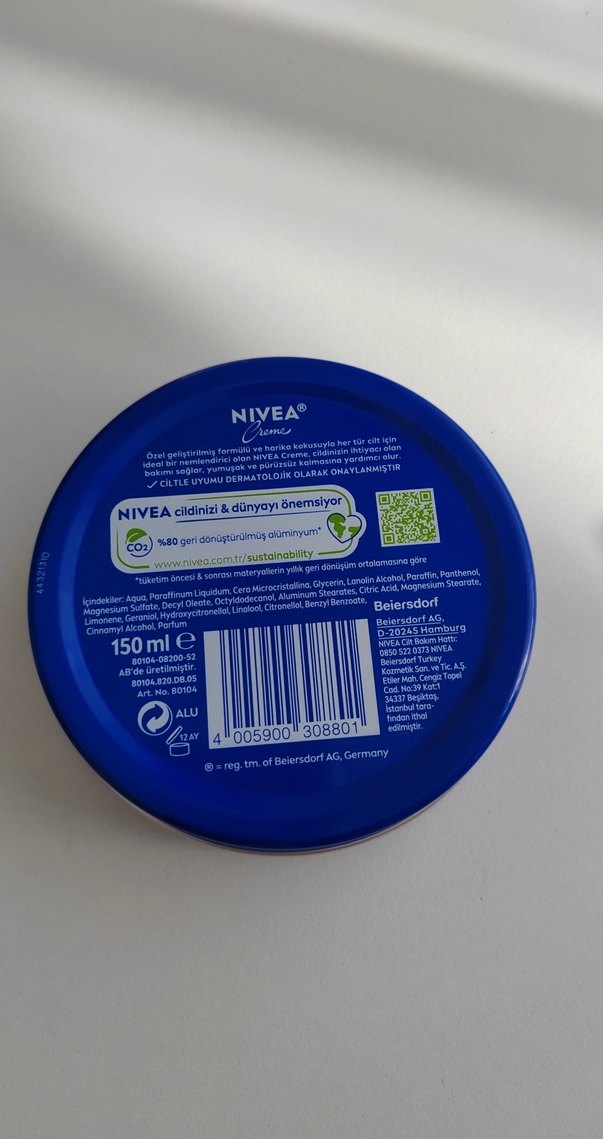 NIVEA®
Creme
Özel geliştirilmiş formülü ve harika kokusuyla her tür cilt için
ideal bir nemlendirici olan NIVEA Creme, cildinizin ihtiyacı olan
bakımı sağlar, yumuşak ve pürüzsüz kalmasına yardımcı olur.
✓ CİLTLE UYUMU DERMATOLOJİK OLARAK ONAYLANMIŞTIR
NIVEA cildinizi & dünyayı önemsiyor
CO₂
%80 geri dönüştürülmüş alüminyum*
www.nivea.com.tr/sustainability
*tüketim öncesi & sonrası materyallerin yıllık geri dönüşüm ortalamasına göre
İçindekiler: Aqua, Paraffinum Liquidum, Cera Microcristallina, Glycerin, Lanolin Alcohol, Paraffin, Panthenol,
Magnesium Sulfate, Decyl Oleate, Octyldodecanol, Aluminum Stearates, Citric Acid, Magnesium Stearate,
Limonene, Geraniol, Hydroxycitronellal, Linalool, Citronellol, Benzyl Benzoate,
Cinnamyl Alcohol, Parfum
150 ml e
80104-08200-52
AB'de üretilmiştir.
80104.820.DB.05
Art. No. 80104
ALU
12 AY
4 005900 308801
Beiersdorf
Beiersdorf AG,
D-20245 Hamburg
NIVEA Cilt Bakım Hattı:
0850 522 0373 NIVEA
Beiersdorf Turkey
Kozmetik San. ve Tic. A.Ş.
Etiler Mah. Cengiz Topel
Cad. No:39 Kat:1
34337 Beşiktaş,
İstanbul tara-
fından ithal
edilmiştir.
® = reg. tm. of Beiersdorf AG, Germany
44321310